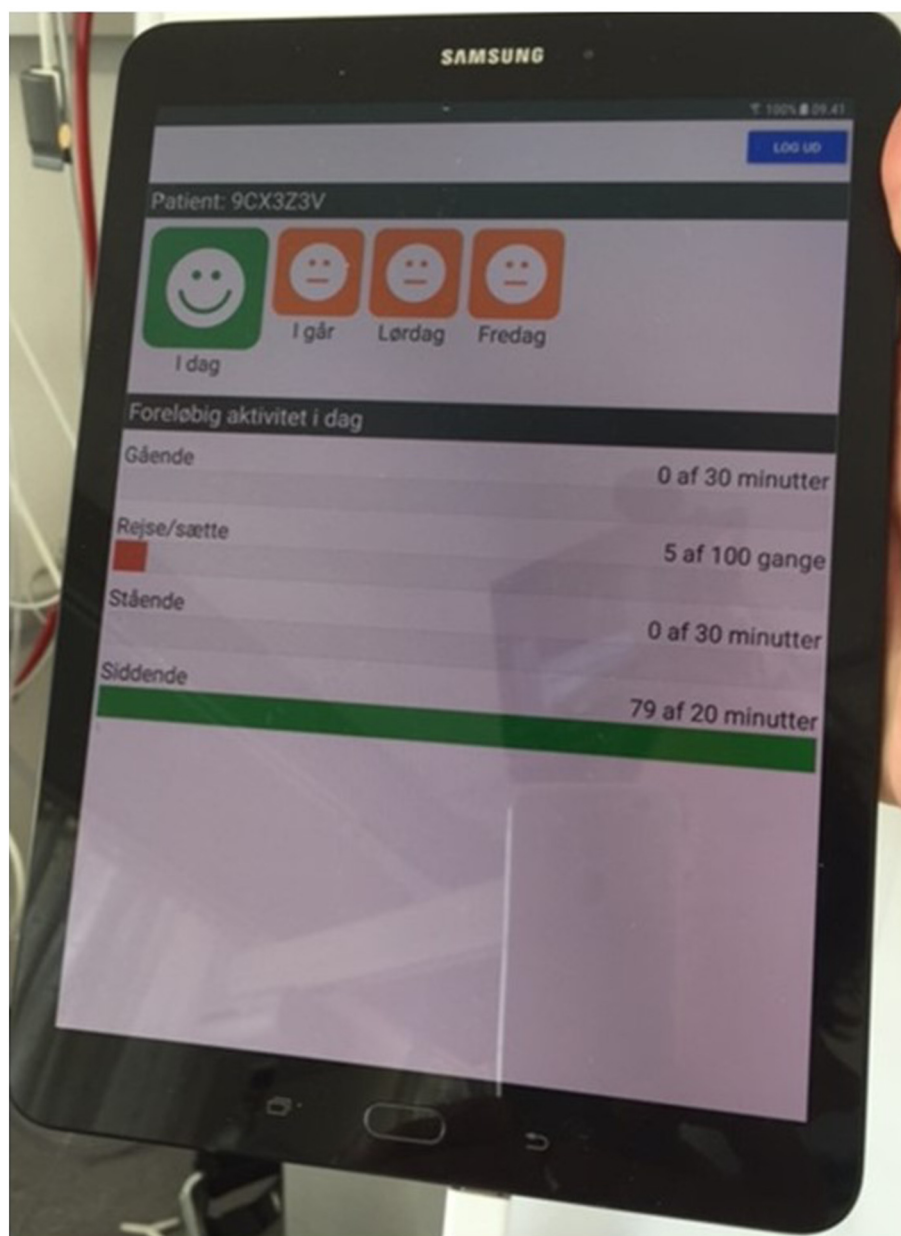 SAMSUNG
100% 09.41
LOG UD
Patient: 9CX3Z3V
I dag
I går
Lørdag
Fredag
Foreløbig aktivitet i dag
Gående
0 af 30 minutter
Rejse/sætte
5 af 100 gange
Stående
0 af 30 minutter
Siddende
79 af 20 minutter